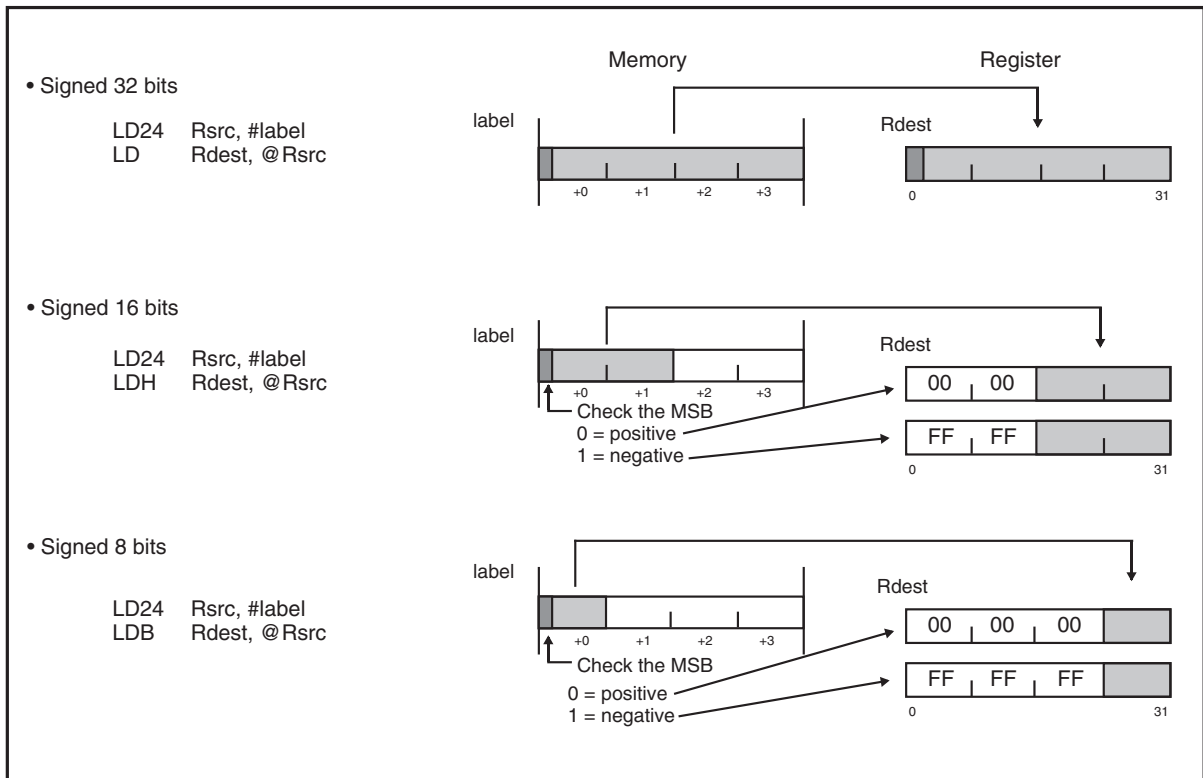 Memory Register
• Signed 32 bits
LD24 Rsrc, #label
LD Rdest, @Rsrc
label
Rdest
+0 +1 +2 +3
0 31
• Signed 16 bits
LD24 Rsrc, #label
LDH Rdest, @Rsrc
label
Rdest
+0 +1 +2 +3
00 00
Check the MSB
0 = positive
1 = negative
FF FF
0 31
• Signed 8 bits
LD24 Rsrc, #label
LDB Rdest, @Rsrc
label
Rdest
+0 +1 +2 +3
00 00 00
Check the MSB
0 = positive
1 = negative
FF FF FF
0 31